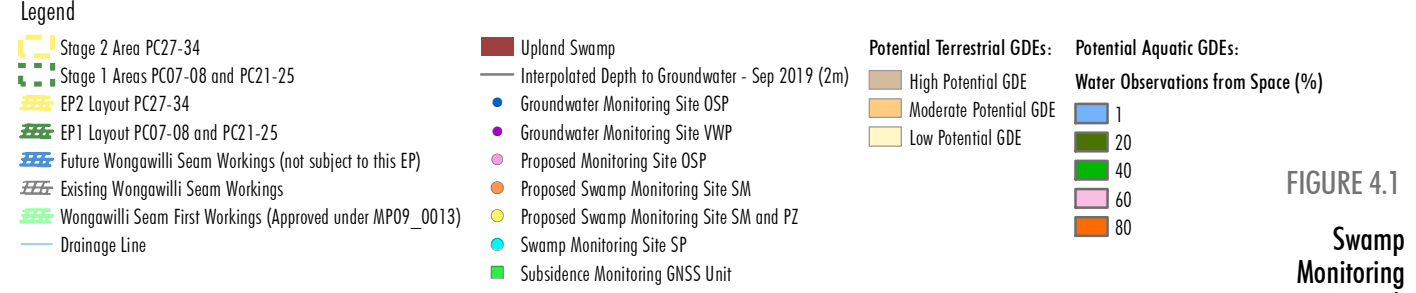 Legend
Stage 2 Area PC27-34
Stage 1 Areas PC07-08 and PC21-25
EP2 Layout PC27-34
EP1 Layout PC07-08 and PC21-25
Future Wongawilli Seam Workings (not subject to this EP)
Existing Wongawilli Seam Workings
Wongawilli Seam First Workings (Approved under MP09_0013)
Drainage Line
Upland Swamp
Interpolated Depth to Groundwater - Sep 2019 (2m)
Groundwater Monitoring Site OSP
Groundwater Monitoring Site VWP
Proposed Monitoring Site OSP
Proposed Swamp Monitoring Site SM
Proposed Swamp Monitoring Site SM and PZ
Swamp Monitoring Site SP
Subsidence Monitoring GNSS Unit
Potential Terrestrial GDEs:
High Potential GDE
Moderate Potential GDE
Low Potential GDE
Potential Aquatic GDEs:
Water Observations from Space (%)
1
20
40
60
80
FIGURE 4.1
Swamp
Monitoring